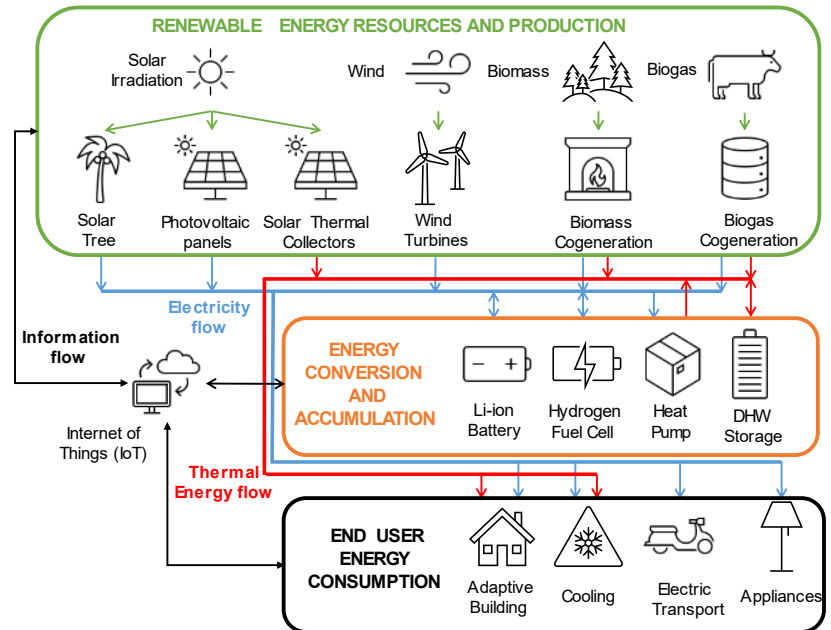 RENEWABLE ENERGY RESOURCES AND PRODUCTION
Solar
Irradiation
Wind
Biomass
Biogas
Solar
Tree
Photovoltaic
panels
Solar Thermal
Collectors
Wind
Turbines
Biomass
Cogeneration
Biogas
Cogeneration
Electricity
flow
Information
flow
ENERGY
CONVERSION
AND
ACCUMULATION
Li-ion
Battery
Hydrogen
Fuel Cell
Heat
Pump
DHW
Storage
Internet of
Things (IoT)
Thermal
Energy flow
END USER
ENERGY
CONSUMPTION
Adaptive
Building
Cooling
Electric
Transport
Appliances